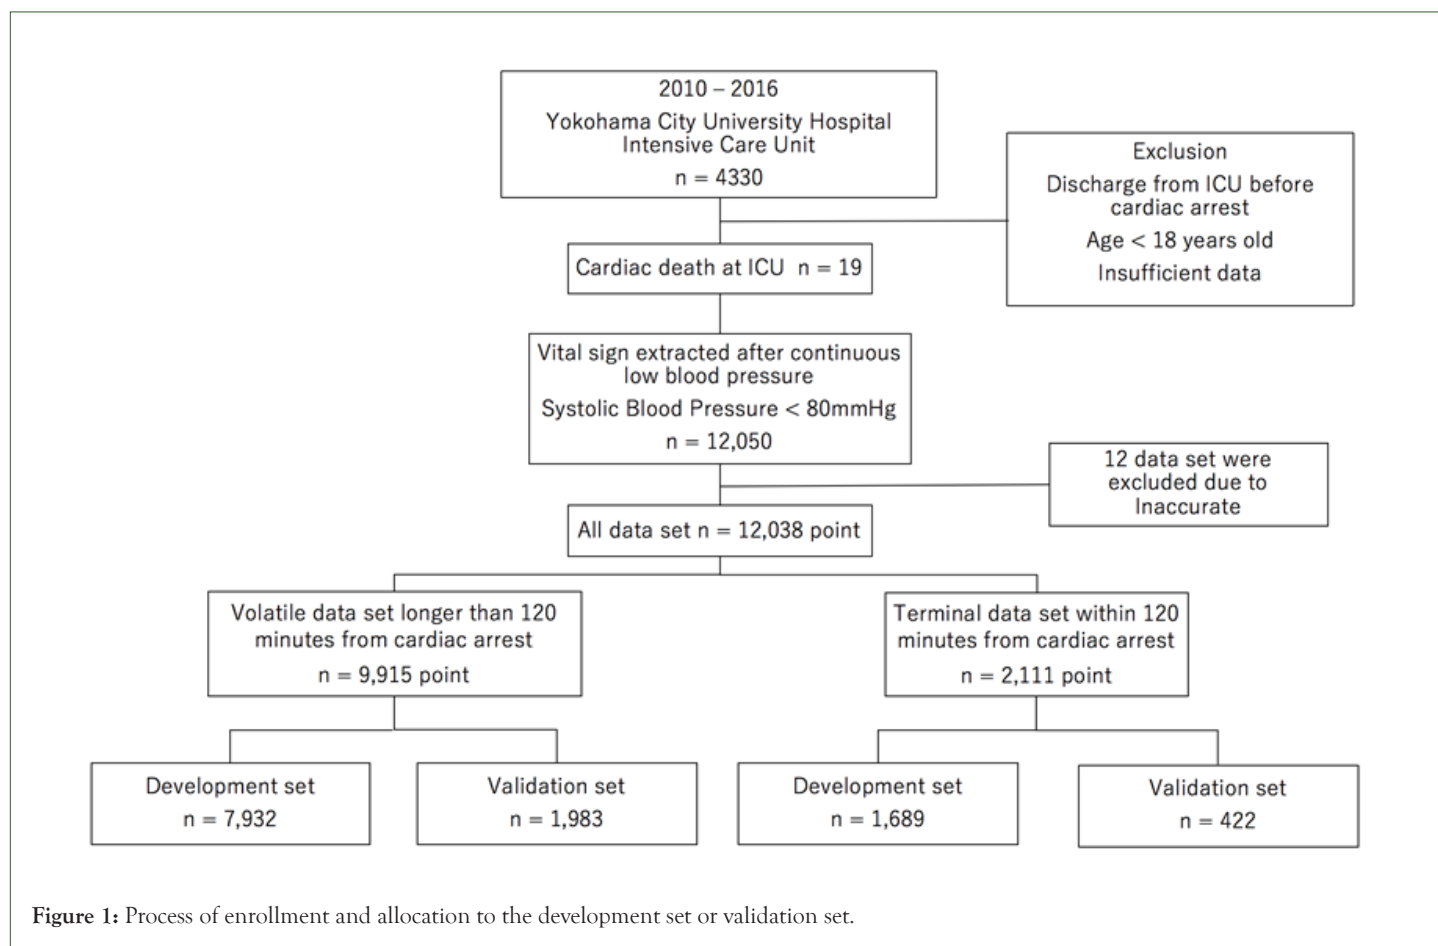 2010 – 2016
Yokohama City University Hospital
Intensive Care Unit
n = 4330
Exclusion
Discharge from ICU before
cardiac arrest
Age < 18 years old
Insufficient data
Cardiac death at ICU n = 19
Vital sign extracted after continuous
low blood pressure
Systolic Blood Pressure < 80mmHg
n = 12,050
12 data set were
excluded due to
Inaccurate
All data set n = 12,038 point
Volatile data set longer than 120
minutes from cardiac arrest
n = 9,915 point
Terminal data set within 120
minutes from cardiac arrest
n = 2,111 point
Development set
n = 7,932
Validation set
n = 1,983
Development set
n = 1,689
Validation set
n = 422
Figure 1: Process of enrollment and allocation to the development set or validation set.